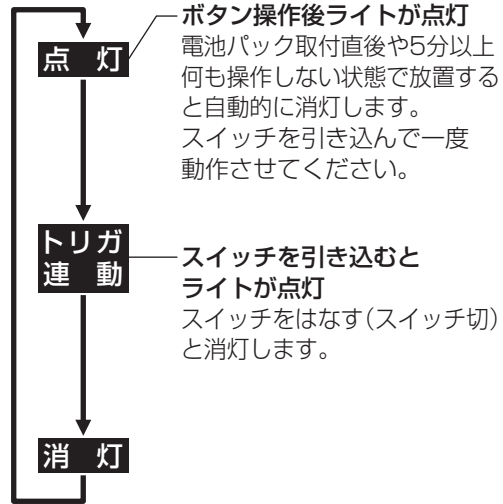 点 灯
ボタン操作後ライトが点灯
電池パック取付直後や5分以上
何も操作しない状態で放置する
と自動的に消灯します。
スイッチを引き込んで一度
動作させてください。
トリガ
連 動
スイッチを引き込むと
ライトが点灯
スイッチをはなす(スイッチ切)
と消灯します。
消 灯